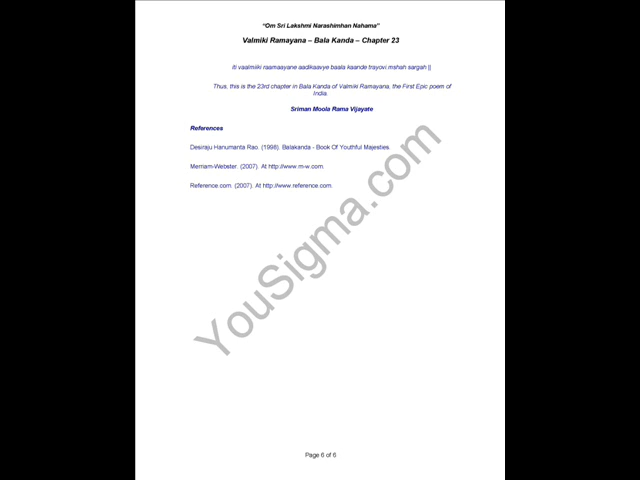 “Om Sri Lakshmi Narashimhan Nahama”
Valmiki Ramayana – Bala Kanda – Chapter 23
iti vaalmiiki raamaayane aadikaavye baala kaande trayovi.mshah sargah ||
Thus, this is the 23rd chapter in Bala Kanda of Valmiki Ramayana, the First Epic poem of
India.
Sriman Moola Rama Vijayate
References
Desiraju Hanumanta Rao. (1998). Balakanda - Book Of Youthful Majesties.
Merriam-Webster. (2007). At http://www.m-w.com.
Reference.com. (2007). At http://www.reference.com.
YouSigma.com
Page 6 of 6